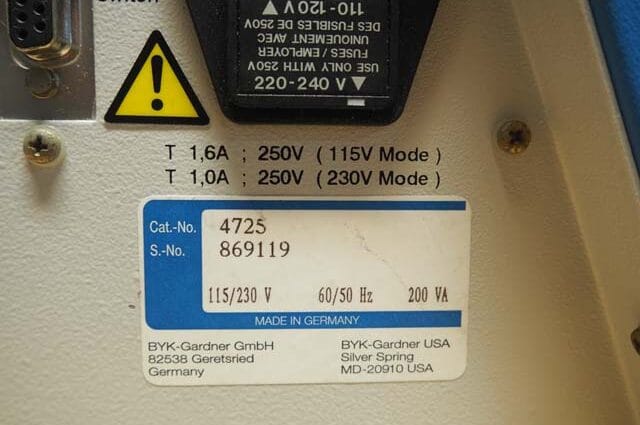 110-120V
USE ONLY WITH 250V
FUSES / EMPLOYER
UNIQUEMENT AVEC
DES FUSIBLES DE 250V
220-240 V
T 1,6A ; 250V ( 115V Mode )
T 1,0A ; 250V ( 230V Mode )
Cat.-No. 4725
S.-No. 869119
115/230 V 60/50 Hz 200 VA
MADE IN GERMANY
BYK-Gardner GmbH
82538 Geretsried
Germany
BYK-Gardner USA
Silver Spring
MD-20910 USA